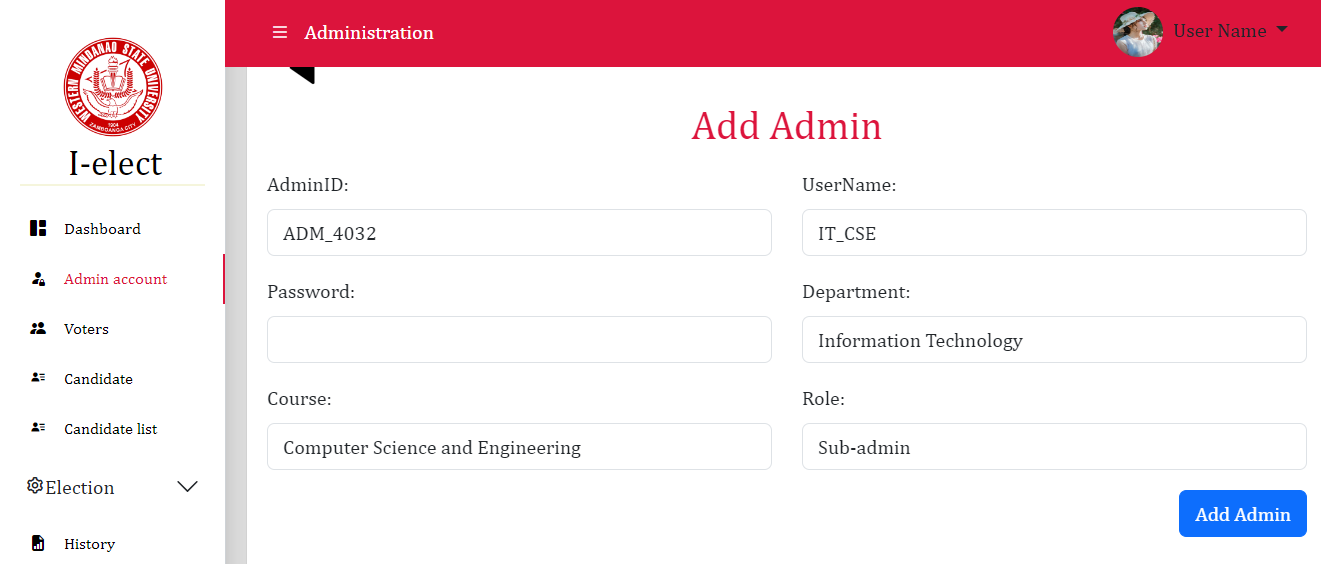 WESTERN MINDANAO STATE UNIVERSITY
1904
ZAMBOANGA CITY
I-elect
Dashboard
Admin account
Voters
Candidate
Candidate list
Election
History
Administration
User Name
Add Admin
AdminID:
UserName:
ADM_4032
IT_CSE
Password:
Department:
Information Technology
Course:
Role:
Computer Science and Engineering
Sub-admin
Add Admin